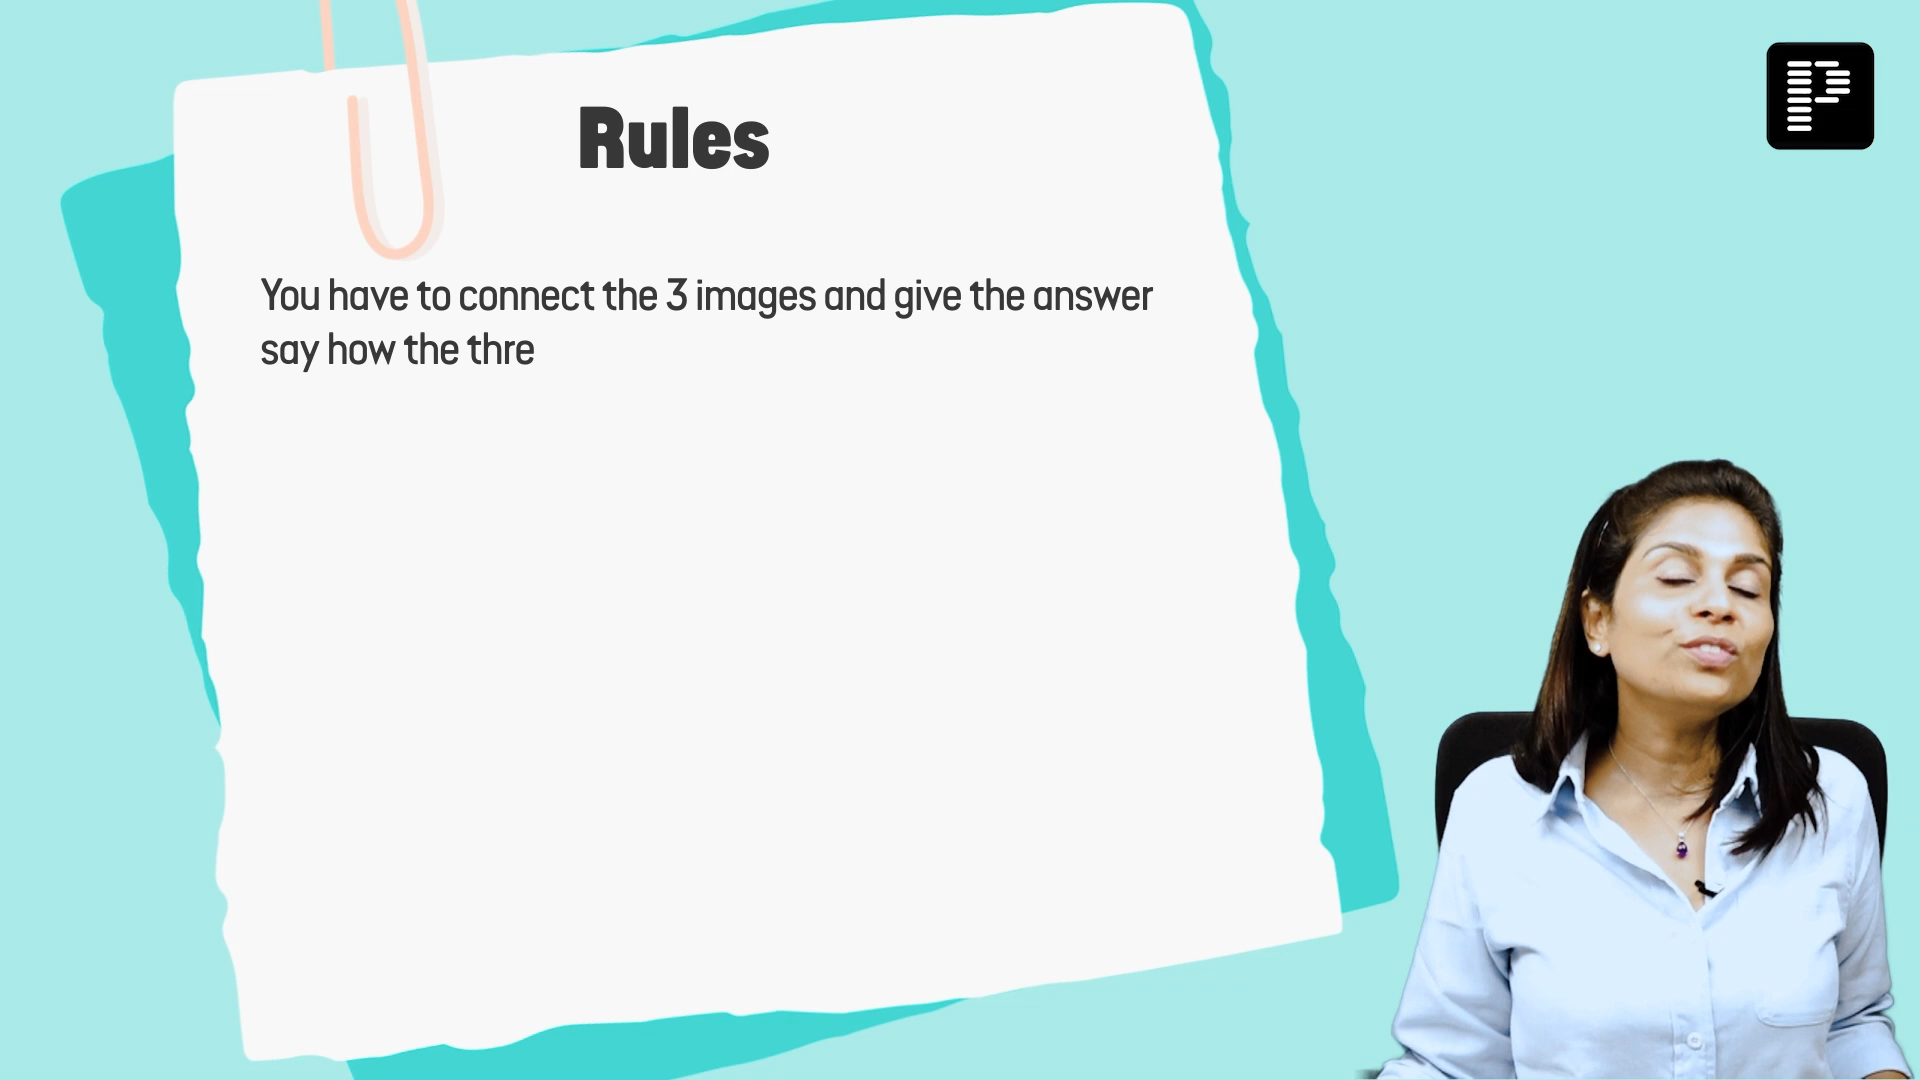 Rules
You have to connect the 3 images and give the answer
say how the thre